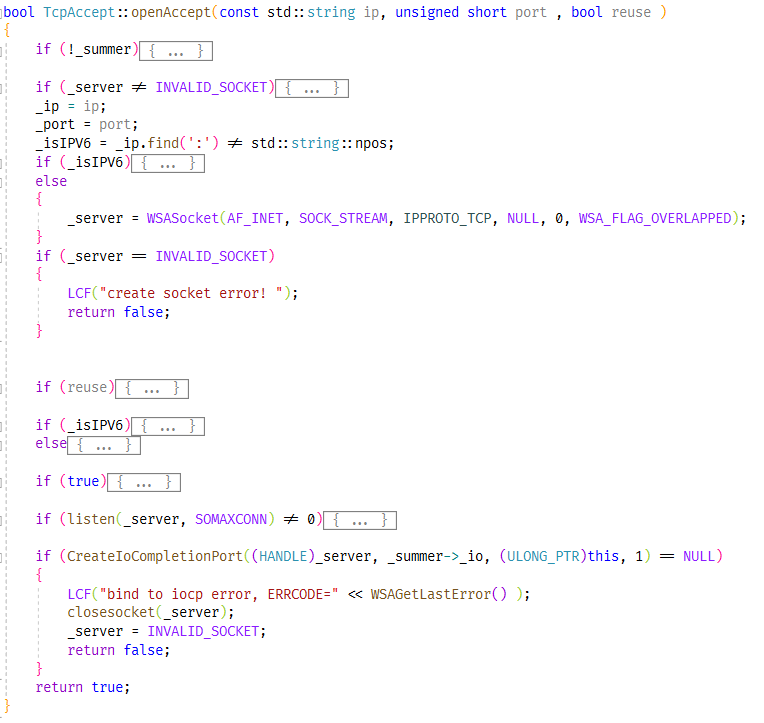 bool TcpAccept::openAccept(const std::string ip, unsigned short port , bool reuse )
{
if (!_summer){ ... }
if (_server ≠ INVALID_SOCKET){ ... }
_ip = ip;
_port = port;
_isIPV6 = _ip.find(':') ≠ std::string::npos;
if (_isIPV6){ ... }
else
{
_server = WSASocket(AF_INET, SOCK_STREAM, IPPROTO_TCP, NULL, 0, WSA_FLAG_OVERLAPPED);
}
if (_server == INVALID_SOCKET)
{
LCF("create socket error! ");
return false;
}
if (reuse){ ... }
if (_isIPV6){ ... }
else{ ... }
if (true){ ... }
if (listen(_server, SOMAXCONN) ≠ 0){ ... }
if (CreateIoCompletionPort((HANDLE)_server, _summer->_io, (ULONG_PTR)this, 1) == NULL)
{
LCF("bind to iocp error, ERRCODE=" << WSAGetLastError() );
closesocket(_server);
_server = INVALID_SOCKET;
return false;
}
return true;
}